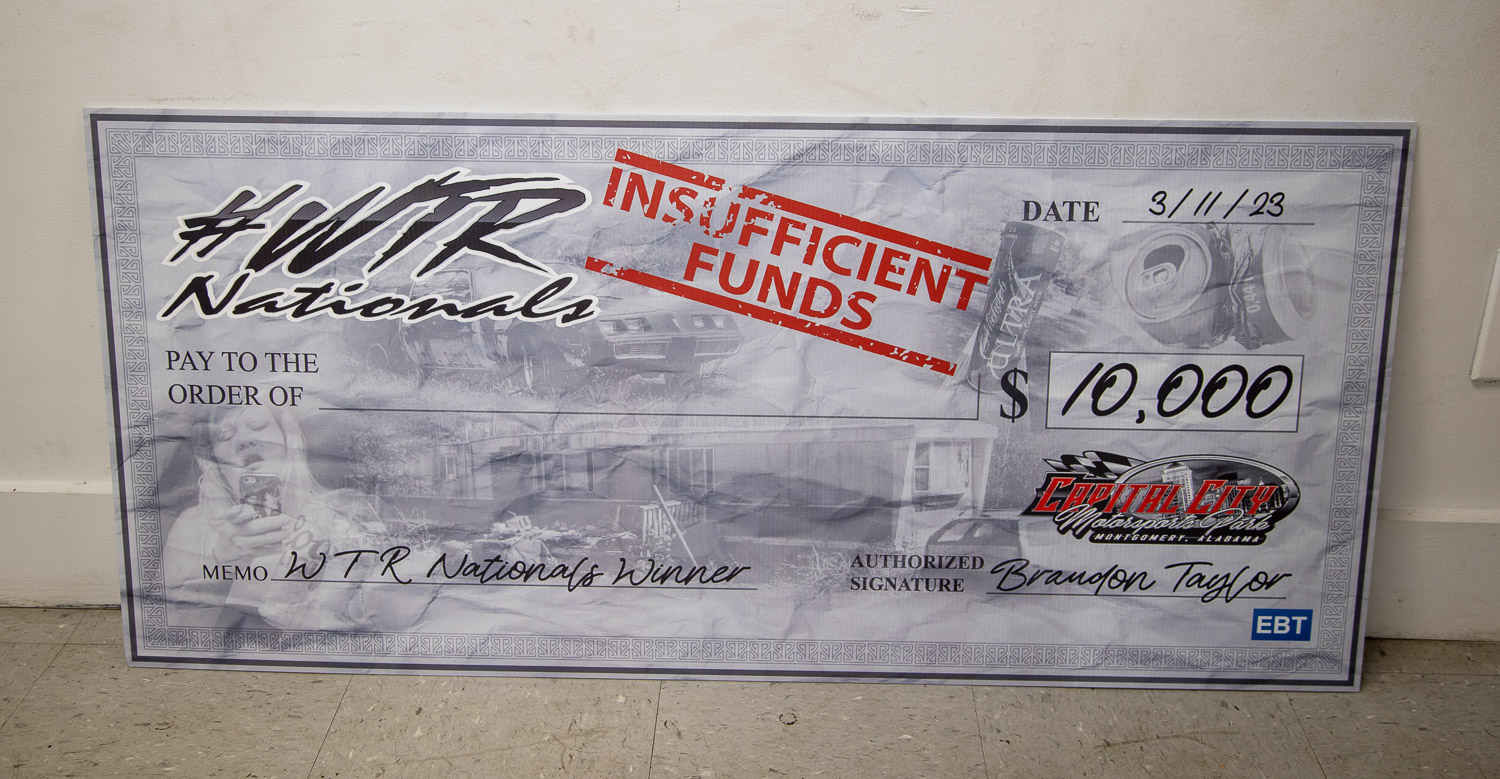 #WTR
Nationals
INSUFFICIENT
FUNDS
DATE 3/11/23
ULTRA
PAY TO THE
ORDER OF
$ 10,000
CAPITAL CITY
Motorsports Park
MONTGOMERY, ALABAMA
MEMO WTR Nationals Winner
AUTHORIZED
SIGNATURE Brandon Taylor
EBT